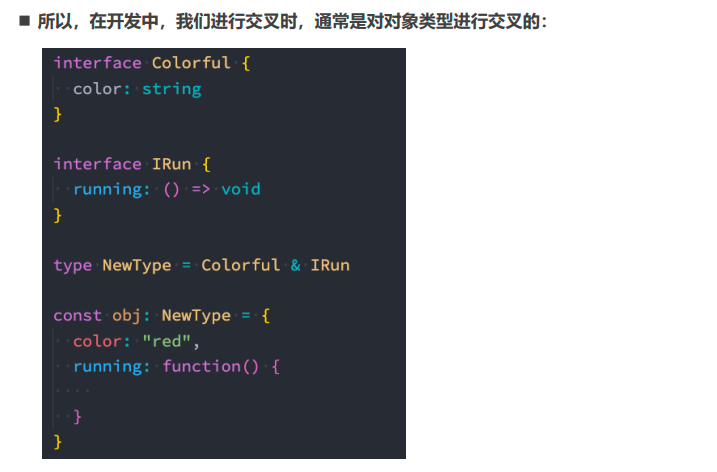 ■ 所以，在开发中，我们进行交叉时，通常是对对象类型进行交叉的：
interface Colorful {
  color: string
}
interface IRun {
  running: () => void
}
type NewType = Colorful & IRun
const obj: NewType = {
  color: "red",
  running: function() {
  }
}